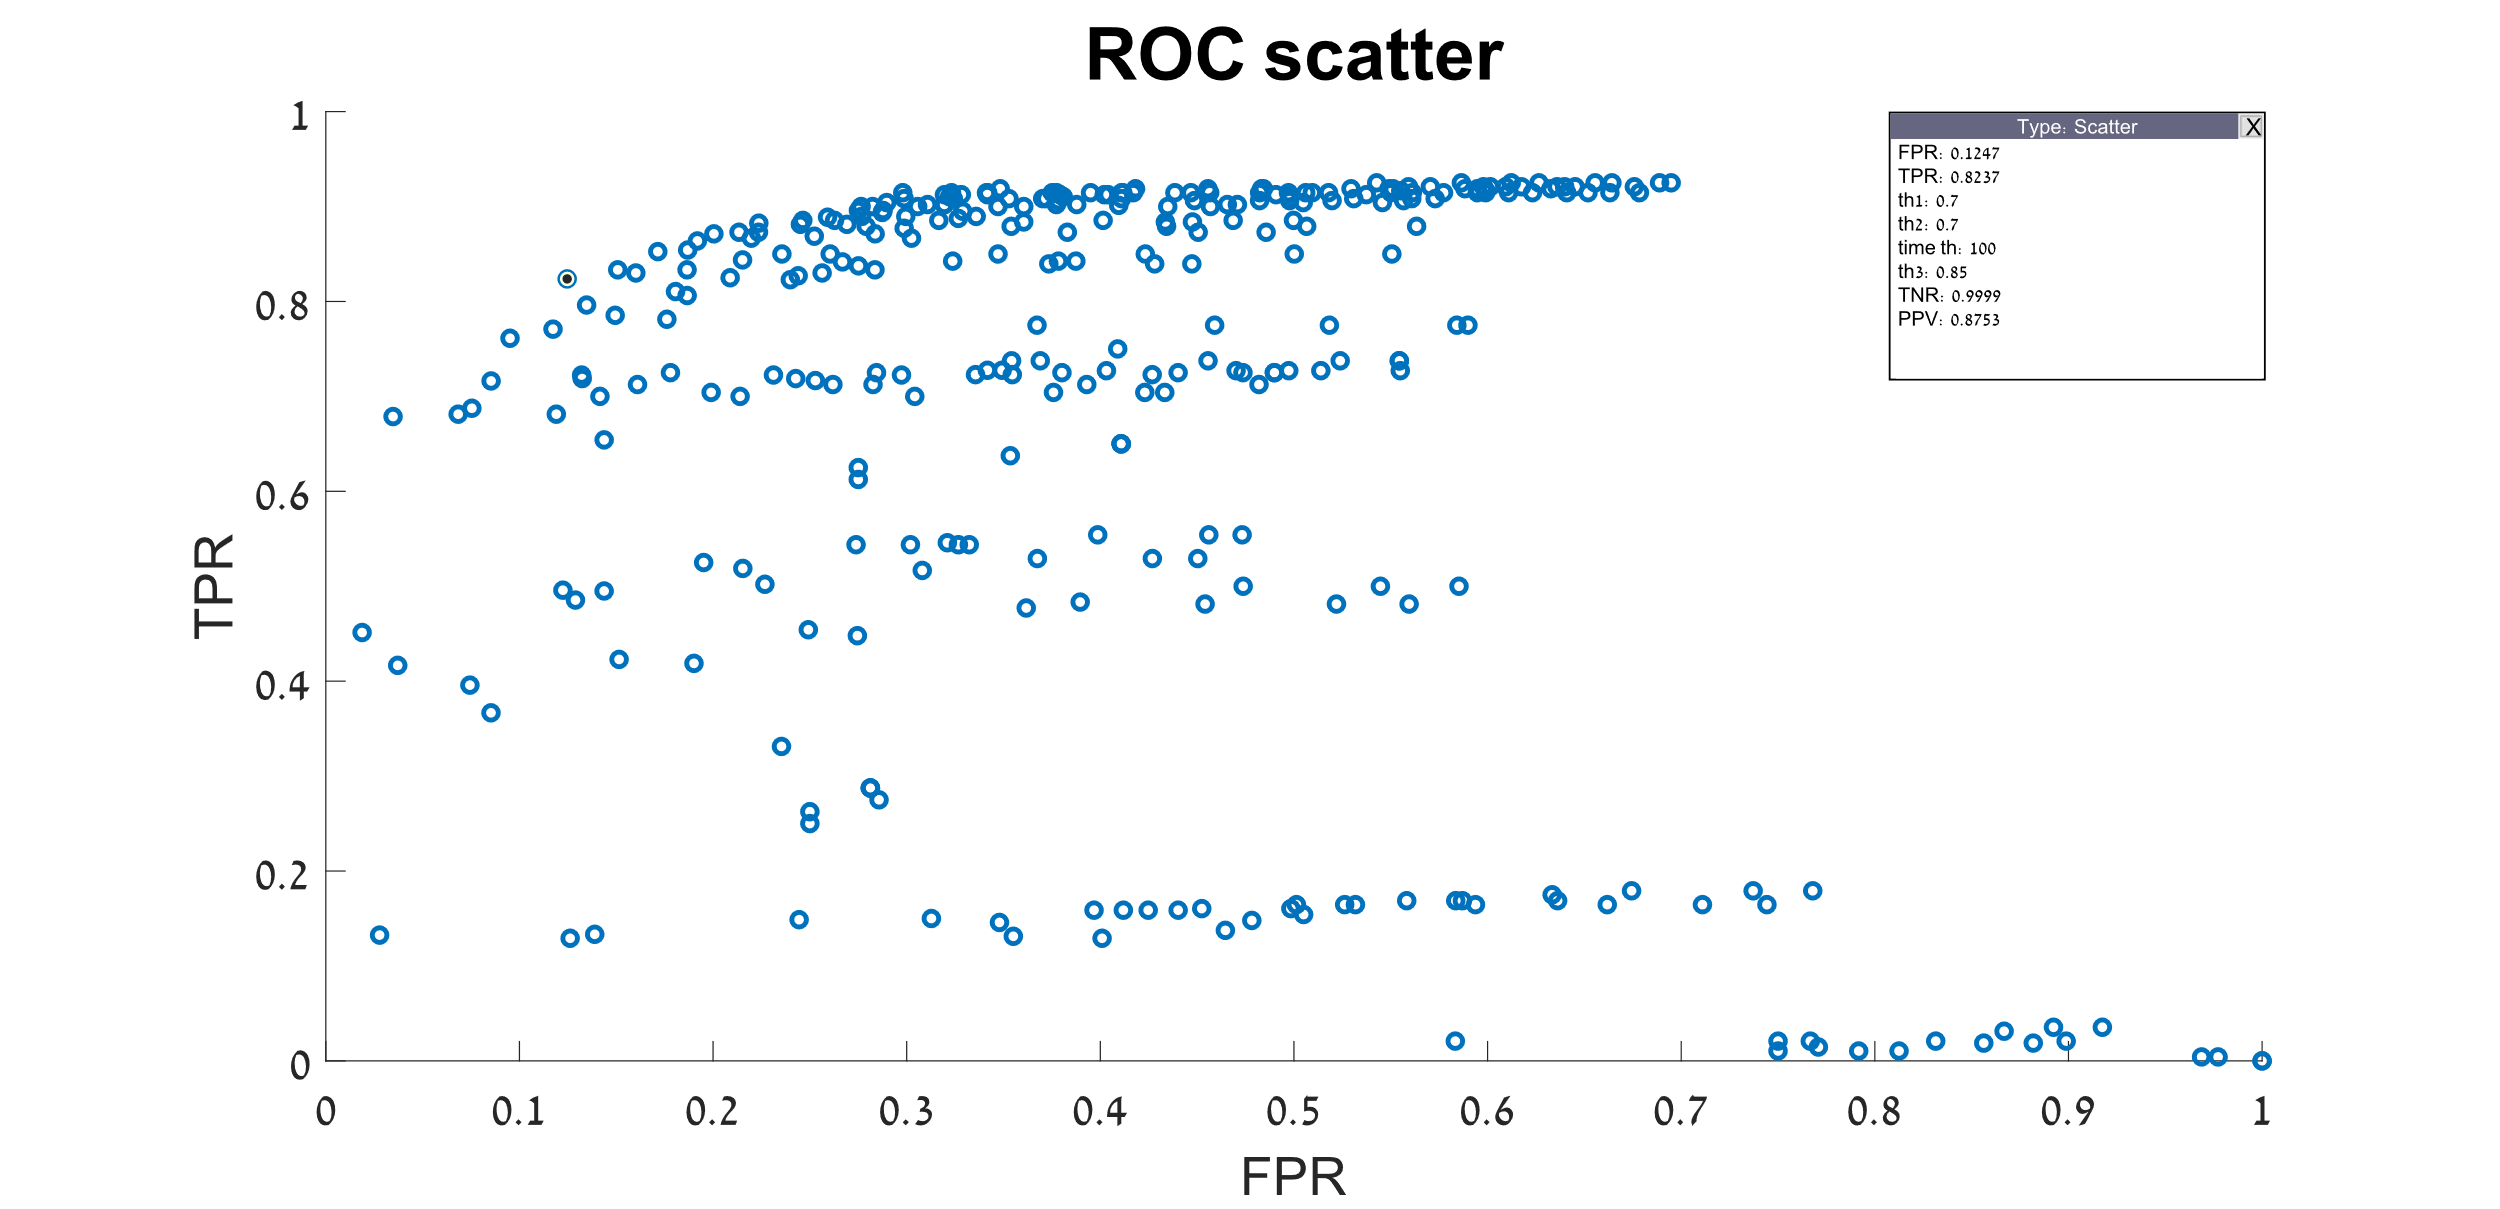 ROC scatter
Type: Scatter X
FPR: 0.1247
TPR: 0.8237
th1: 0.7
th2: 0.7
time th: 100
th3: 0.85
TNR: 0.9999
PPV: 0.8753
1
0.8
0.6
0.4
0.2
0
TPR
0 0.1 0.2 0.3 0.4 0.5 0.6 0.7 0.8 0.9 1
FPR